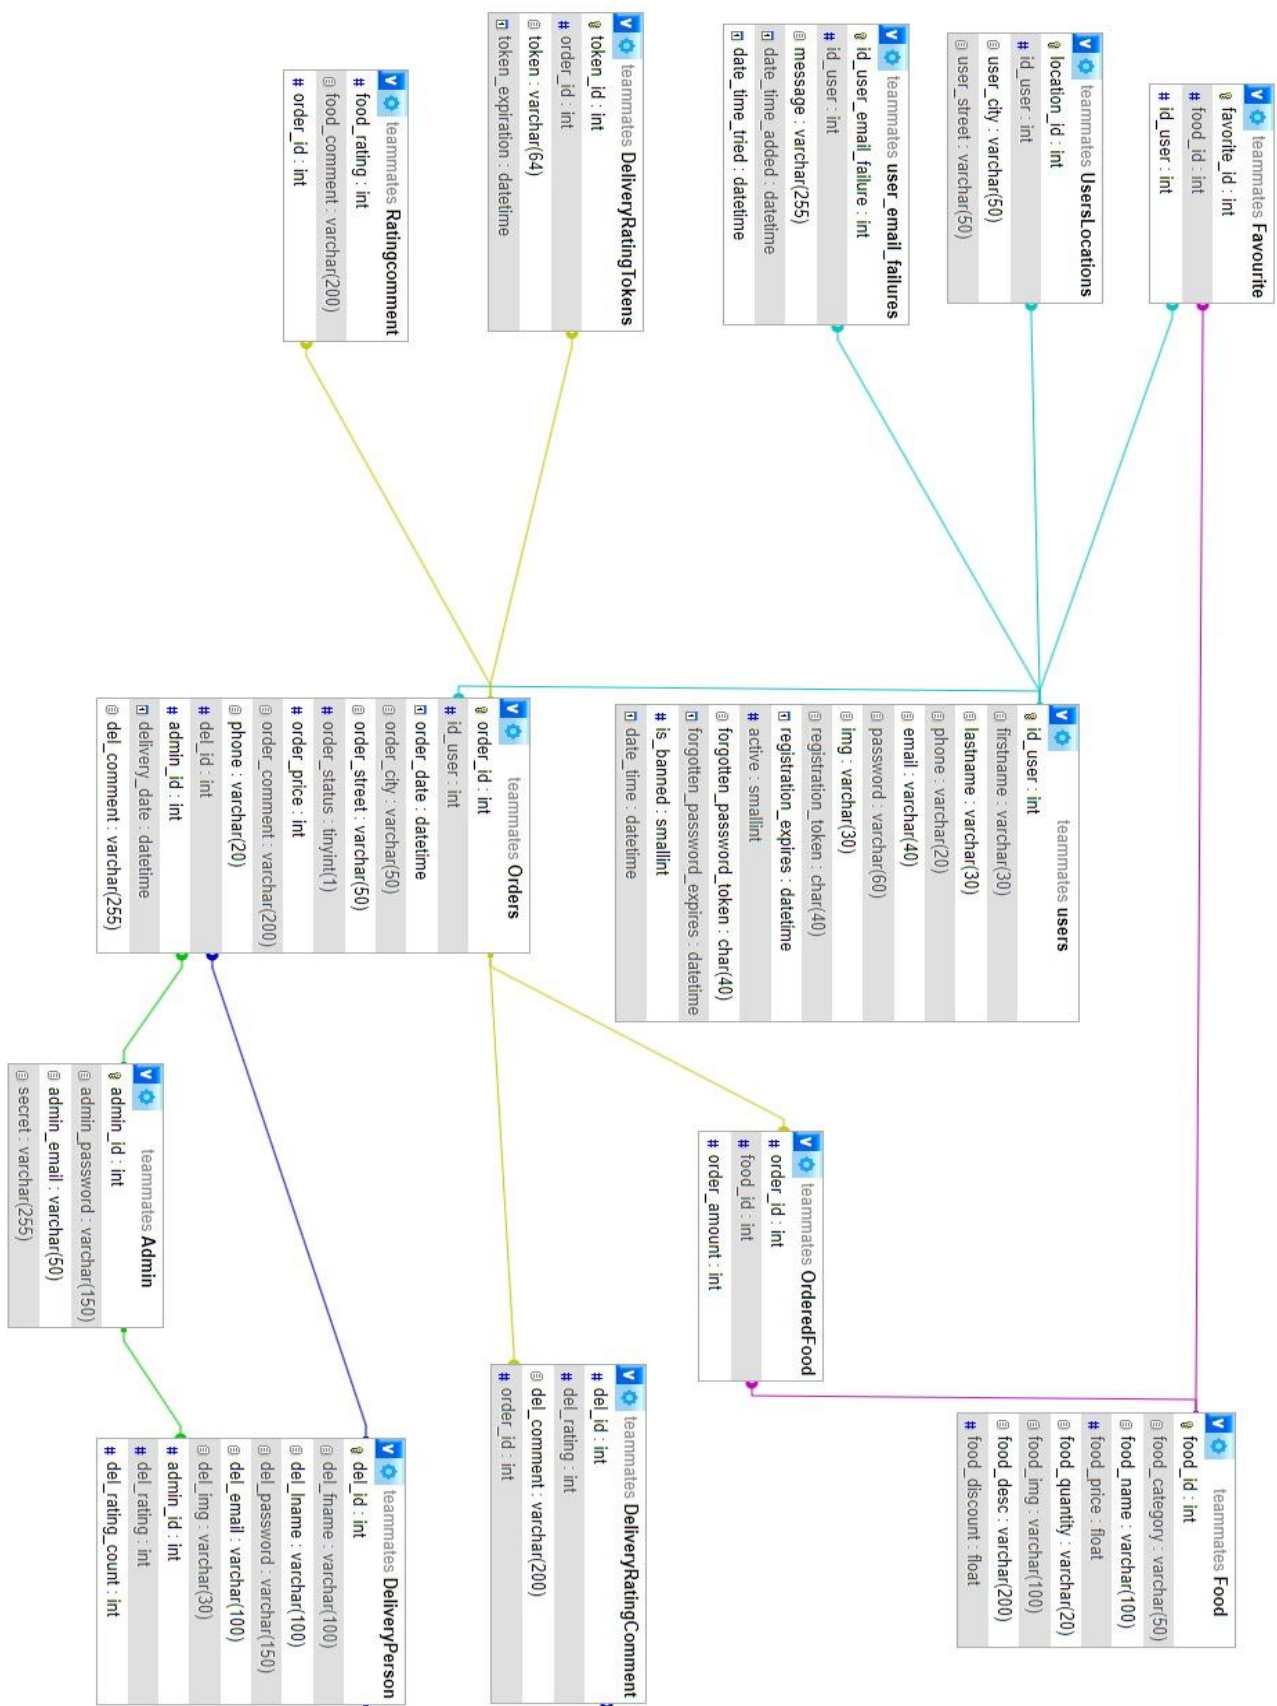 teammates Favourite
favorite_id : int
food_id : int
id_user : int
teammates UsersLocations
location_id : int
id_user : int
user_city : varchar(50)
user_street : varchar(50)
teammates user_email_failures
id_user_email_failure : int
id_user : int
message : varchar(255)
date_time_added : datetime
date_time_tried : datetime
teammates DeliveryRatingTokens
token_id : int
order_id : int
token : varchar(64)
token_expiration : datetime
teammates Ratingcomment
food_rating : int
food_comment : varchar(200)
order_id : int
teammates users
id_user : int
firstname : varchar(30)
lastname : varchar(30)
phone : varchar(20)
email : varchar(40)
password : varchar(60)
img : varchar(30)
registration_token : char(40)
registration_expires : datetime
active : smallint
forgotten_password_token : char(40)
forgotten_password_expires : datetime
is_banned : smallint
date_time : datetime
teammates Orders
order_id : int
id_user : int
order_date : datetime
order_city : varchar(50)
order_street : varchar(50)
order_status : tinyint(1)
order_price : int
order_comment : varchar(200)
phone : varchar(20)
del_id : int
admin_id : int
delivery_date : datetime
del_comment : varchar(255)
teammates Food
food_id : int
food_category : varchar(50)
food_name : varchar(100)
food_price : float
food_quantity : varchar(20)
food_img : varchar(100)
food_desc : varchar(200)
food_discount : float
teammates OrderedFood
order_id : int
food_id : int
order_amount : int
teammates DeliveryRatingComment
del_id : int
del_rating : int
del_comment : varchar(200)
order_id : int
teammates DeliveryPerson
del_id : int
del_fname : varchar(100)
del_lname : varchar(100)
del_password : varchar(150)
del_email : varchar(100)
del_img : varchar(30)
admin_id : int
del_rating : int
del_rating_count : int
teammates Admin
admin_id : int
admin_password : varchar(150)
admin_email : varchar(50)
secret : varchar(255)